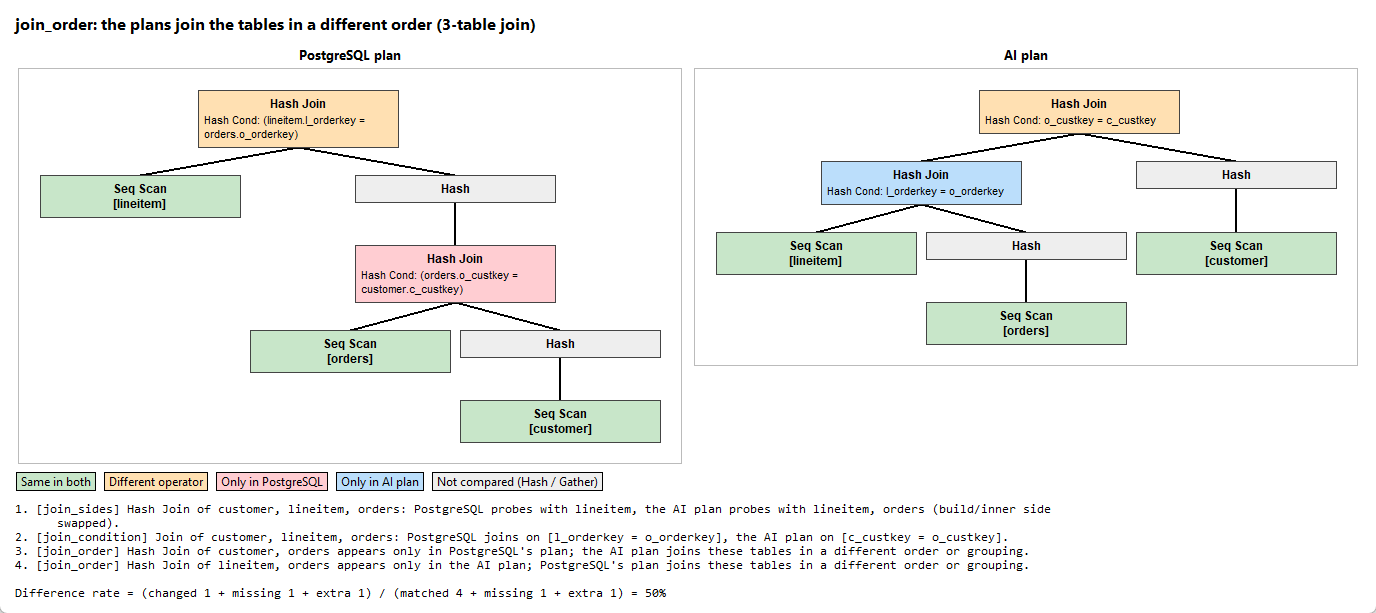 join_order: the plans join the tables in a different order (3-table join)
PostgreSQL plan
Hash Join
Hash Cond: (lineitem.l_orderkey =
orders.o_orderkey)
Seq Scan
[lineitem]
Hash
Hash Join
Hash Cond: (orders.o_custkey =
customer.c_custkey)
Seq Scan
[orders]
Hash
Seq Scan
[customer]
AI plan
Hash Join
Hash Cond: o_custkey = c_custkey
Hash Join
Hash Cond: l_orderkey = o_orderkey
Hash
Seq Scan
[lineitem]
Hash
Seq Scan
[customer]
Seq Scan
[orders]
Same in both
Different operator
Only in PostgreSQL
Only in AI plan
Not compared (Hash / Gather)
1. [join_sides] Hash Join of customer, lineitem, orders: PostgreSQL probes with lineitem, the AI plan probes with lineitem, orders (build/inner side
swapped).
2. [join_condition] Join of customer, lineitem, orders: PostgreSQL joins on [l_orderkey = o_orderkey], the AI plan on [c_custkey = o_custkey].
3. [join_order] Hash Join of customer, orders appears only in PostgreSQL's plan; the AI plan joins these tables in a different order or grouping.
4. [join_order] Hash Join of lineitem, orders appears only in the AI plan; PostgreSQL's plan joins these tables in a different order or grouping.
Difference rate = (changed 1 + missing 1 + extra 1) / (matched 4 + missing 1 + extra 1) = 50%